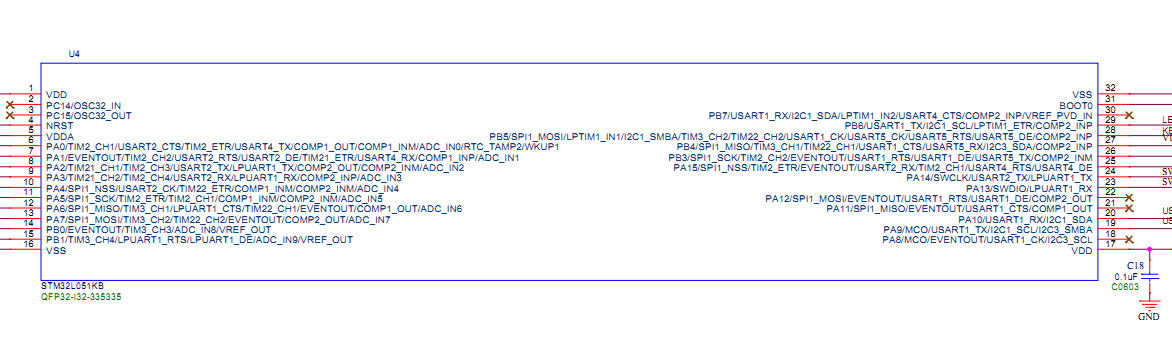 U4
1 VDD
2 PC14/OSC32_IN
3 PC15/OSC32_OUT
4 NRST
5 VDDA
6 PA0/TIM2_CH1/USART2_CTS/TIM2_ETR/USART4_TX/COMP1_OUT/COMP1_INM/ADC_IN0/RTC_TAMP2/WKUP1
7 PA1/EVENTOUT/TIM2_CH2/USART2_RTS/USART2_DE/TIM21_ETR/USART4_RX/COMP1_INP/ADC_IN1
8 PA2/TIM21_CH1/TIM2_CH3/USART2_TX/LPUART1_TX/COMP2_OUT/COMP2_INM/ADC_IN2
9 PA3/TIM21_CH2/TIM2_CH4/USART2_RX/LPUART1_RX/COMP2_INP/ADC_IN3
10 PA4/SPI1_NSS/USART2_CK/TIM22_ETR/COMP1_INM/COMP2_INM/ADC_IN4
11 PA5/SPI1_SCK/TIM2_ETR/TIM2_CH1/COMP1_INM/COMP2_INM/ADC_IN5
12 PA6/SPI1_MISO/TIM3_CH1/LPUART1_CTS/TIM22_CH1/EVENTOUT/COMP1_OUT/ADC_IN6
13 PA7/SPI1_MOSI/TIM3_CH2/TIM22_CH2/EVENTOUT/COMP2_OUT/ADC_IN7
14 PB0/EVENTOUT/TIM3_CH3/ADC_IN8/VREF_OUT
15 PB1/TIM3_CH4/LPUART1_RTS/LPUART1_DE/ADC_IN9/VREF_OUT
16 VSS
VSS 32
BOOT0 31
PB7/USART1_RX/I2C1_SDA/LPTIM1_IN2/USART4_CTS/COMP2_INP/VREF_PVD_IN 30
PB6/USART1_TX/I2C1_SCL/LPTIM1_ETR/COMP2_INP 29
PB5/SPI1_MOSI/LPTIM1_IN1/I2C1_SMBA/TIM3_CH2/TIM22_CH2/USART1_CK/USART5_CK/USART5_RTS/USART5_DE/COMP2_INP 28
PB4/SPI1_MISO/TIM3_CH1/TIM22_CH1/USART1_CTS/USART5_RX/I2C3_SDA/COMP2_INP 27
PB3/SPI1_SCK/TIM2_CH2/EVENTOUT/USART1_RTS/USART1_DE/USART5_TX/COMP2_INM 26
PA15/SPI1_NSS/TIM2_ETR/EVENTOUT/USART2_RX/TIM2_CH1/USART4_RTS/USART4_DE 25
PA14/SWCLK/USART2_TX/LPUART1_TX 24
PA13/SWDIO/LPUART1_RX 23
PA12/SPI1_MOSI/EVENTOUT/USART1_RTS/USART1_DE/COMP2_OUT 22
PA11/SPI1_MISO/EVENTOUT/USART1_CTS/COMP1_OUT 21
PA10/USART1_RX/I2C1_SDA 20
PA9/MCO/USART1_TX/I2C1_SCL/I2C3_SMBA 19
PA8/MCO/EVENTOUT/USART1_CK/I2C3_SCL 18
VDD 17
STM32L051KB
QFP32-I32-335335
C18
0.1uF
C0603
GND